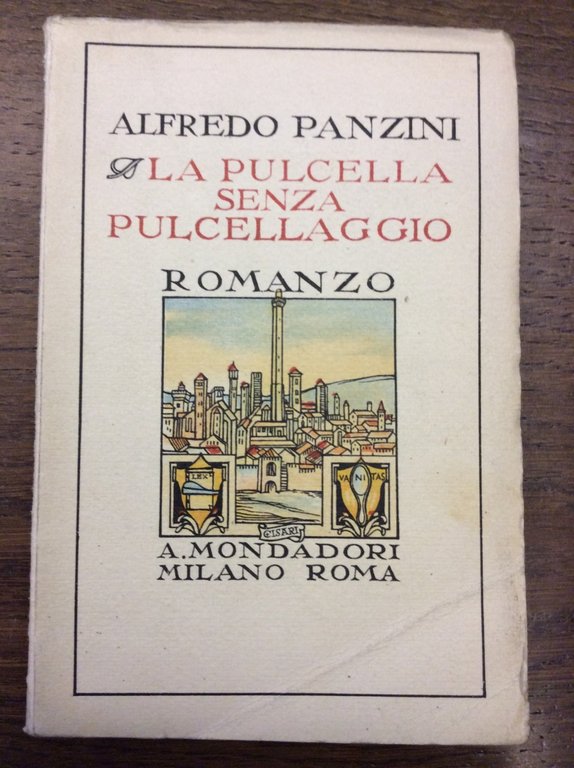 ALFREDO PANZINI
LA PULCELLA
SENZA
PULCELLAGGIO
ROMANZO
LEX
VANITAS
CISARI
A. MONDADORI
MILANO ROMA